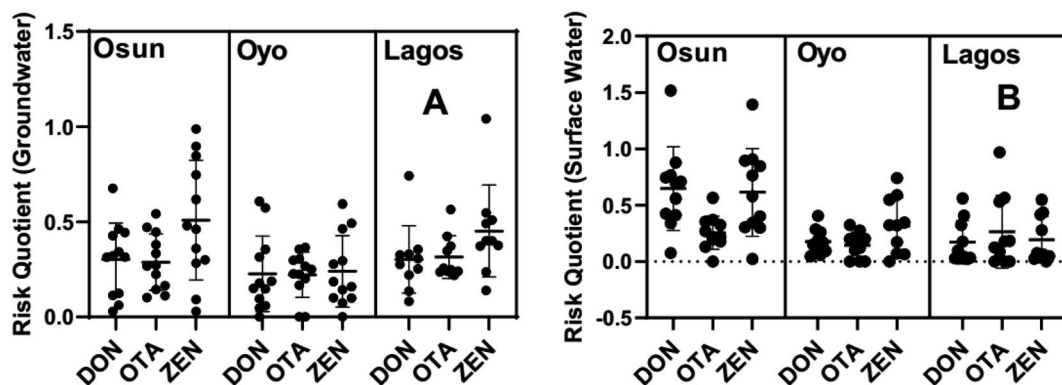 Risk Quotient (Groundwater)
1.5
1.0
0.5
0.0
Osun
Oyo
Lagos
A
DON
OTA
ZEN
DON
OTA
ZEN
DON
OTA
ZEN
Risk Quotient (Surface Water)
2.0
1.5
1.0
0.5
0.0
-0.5
Osun
Oyo
Lagos
B
DON
OTA
ZEN
DON
OTA
ZEN
DON
OTA
ZEN